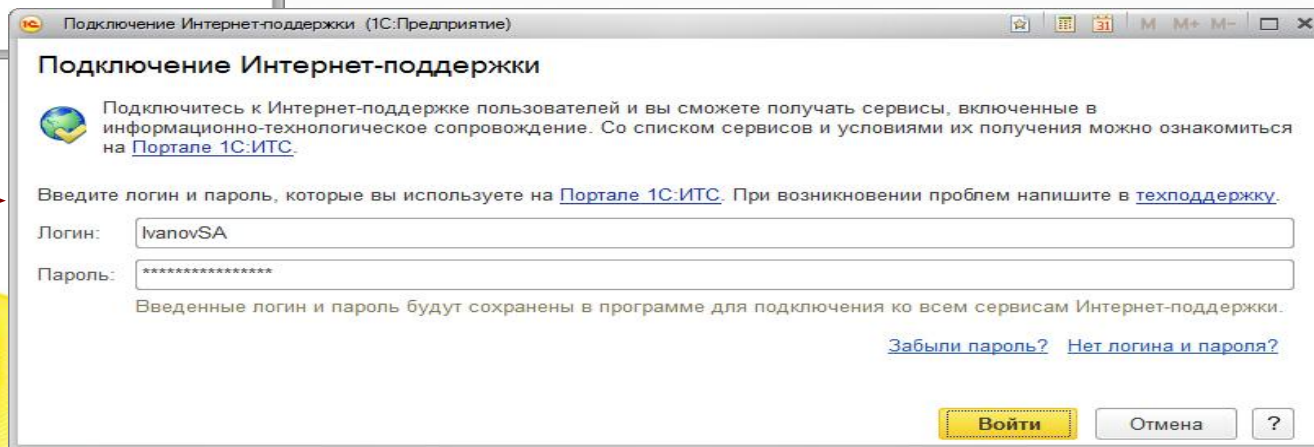 1С Подключение Интернет-поддержки (1С:Предприятие) 31 M M+ M-
Подключение Интернет-поддержки
Подключитесь к Интернет-поддержке пользователей и вы сможете получать сервисы, включенные в
информационно-технологическое сопровождение. Со списком сервисов и условиями их получения можно ознакомиться
на Портале 1С:ИТС.
Введите логин и пароль, которые вы используете на Портале 1С:ИТС. При возникновении проблем напишите в техподдержку.
Логин: IvanovSA
Пароль: ****************
Введенные логин и пароль будут сохранены в программе для подключения ко всем сервисам Интернет-поддержки.
Забыли пароль? Нет логина и пароля?
Войти Отмена ?